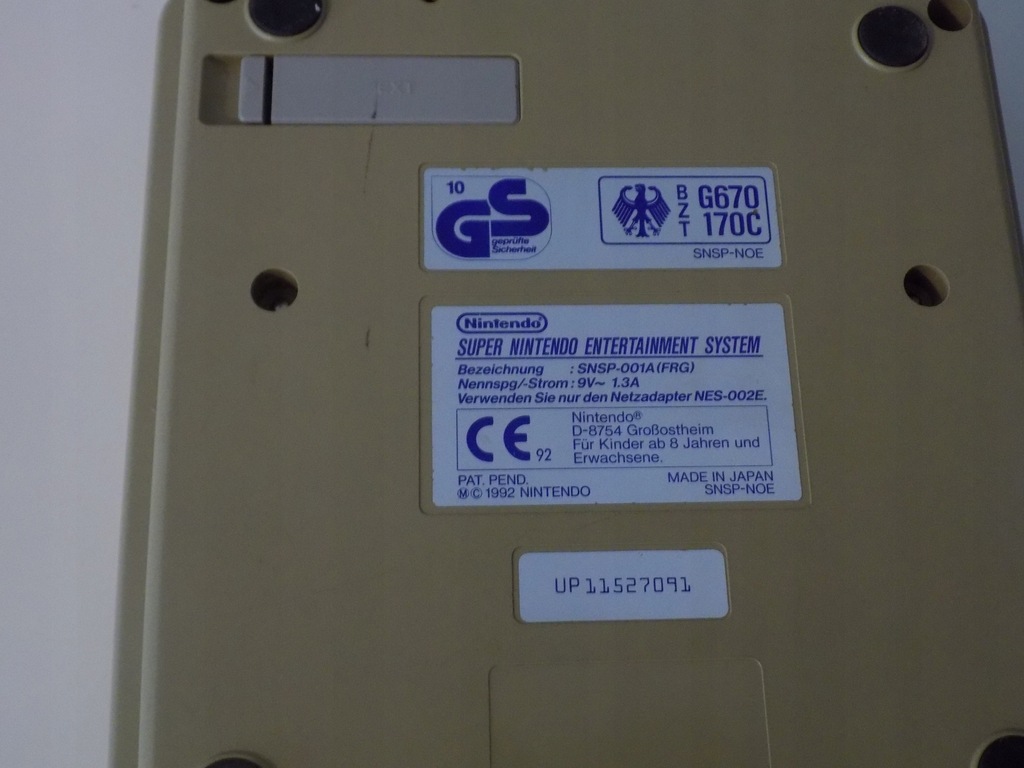 EXT
10
GS
geprüfte
Sicherheit
B
Z
T
G670
170C
SNSP-NOE
Nintendo®
SUPER NINTENDO ENTERTAINMENT SYSTEM
Bezeichnung : SNSP-001A(FRG)
Nennspg/-Strom : 9V~ 1.3A
Verwenden Sie nur den Netzadapter NES-002E.
CE 92
Nintendo®
D-8754 Großostheim
Für Kinder ab 8 Jahren und
Erwachsene.
PAT. PEND.
Ⓜ©1992 NINTENDO
MADE IN JAPAN
SNSP-NOE
UP11527091